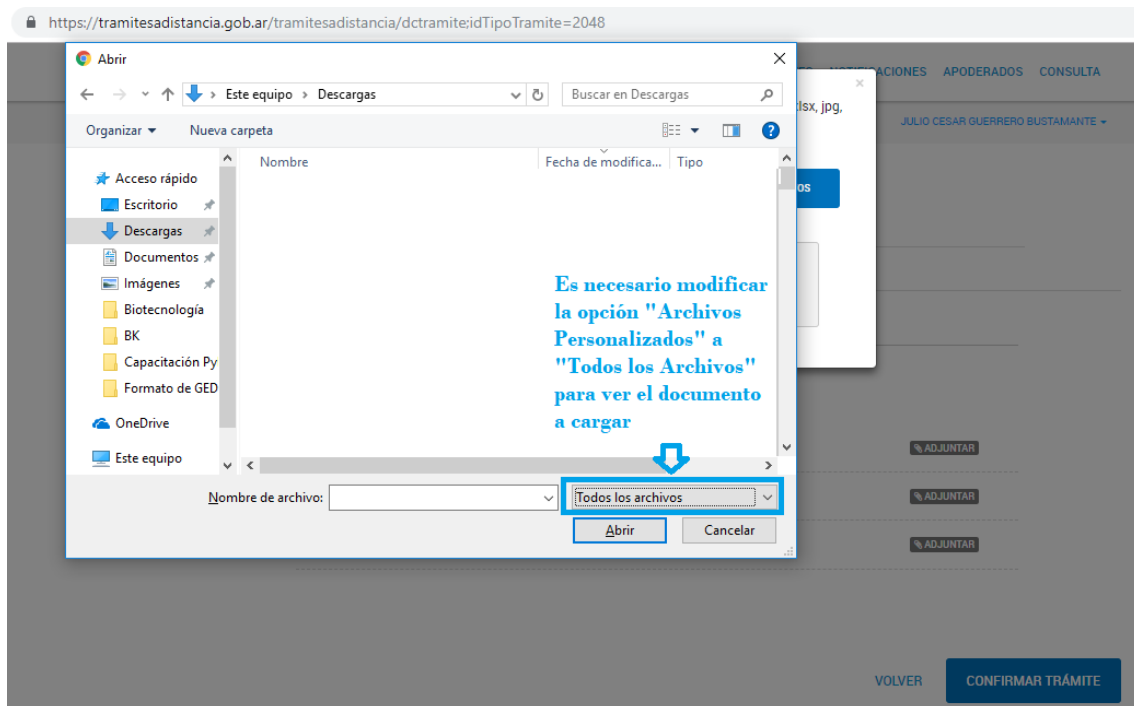 https://tramitesadistancia.gob.ar/tramitesadistancia/dctramite;idTipoTramite=2048
Abrir
ACIONES APODERADOS CONSULTA
Este equipo > Descargas
Buscar en Descargas
lsx, jpg,
JULIO CESAR GUERRERO BUSTAMANTE
Organizar
Nueva carpeta
Nombre
Fecha de modifica...
Tipo
Acceso rápido
Escritorio
os
Descargas
Documentos
Imágenes
Biotecnología
BK
Capacitación Py
Formato de GED
OneDrive
Este equipo
Es necesario modificar
la opción "Archivos
Personalizados" a
"Todos los Archivos"
para ver el documento
a cargar
ADJUNTAR
Nombre de archivo:
Todos los archivos
ADJUNTAR
Abrir
Cancelar
ADJUNTAR
VOLVER
CONFIRMAR TRÁMITE